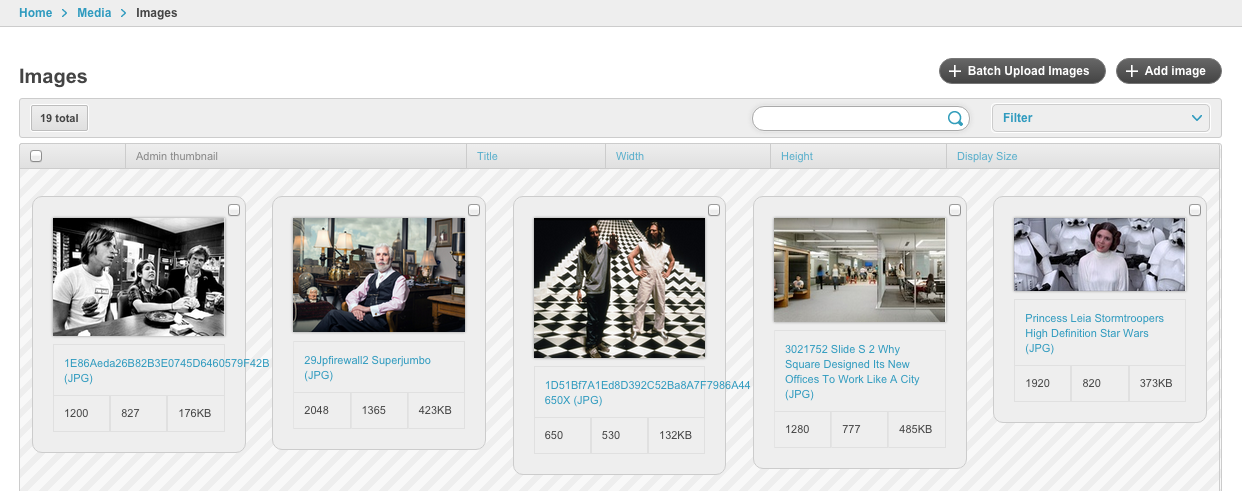 Home > Media > Images
Images
Batch Upload Images
Add image
19 total
Filter
Admin thumbnail
Title
Width
Height
Display Size
1E86Aeda26B82B3E0745D6460579F42B
(JPG)
1200 827 176KB
29Jpfirewall2 Superjumbo
(JPG)
2048 1365 423KB
1D51Bf7A1Ed8D392C52Ba8A7F7986A44
650X (JPG)
650 530 132KB
3021752 Slide S 2 Why
Square Designed Its New
Offices To Work Like A City
(JPG)
1280 777 485KB
Princess Leia Stormtroopers
High Definition Star Wars
(JPG)
1920 820 373KB